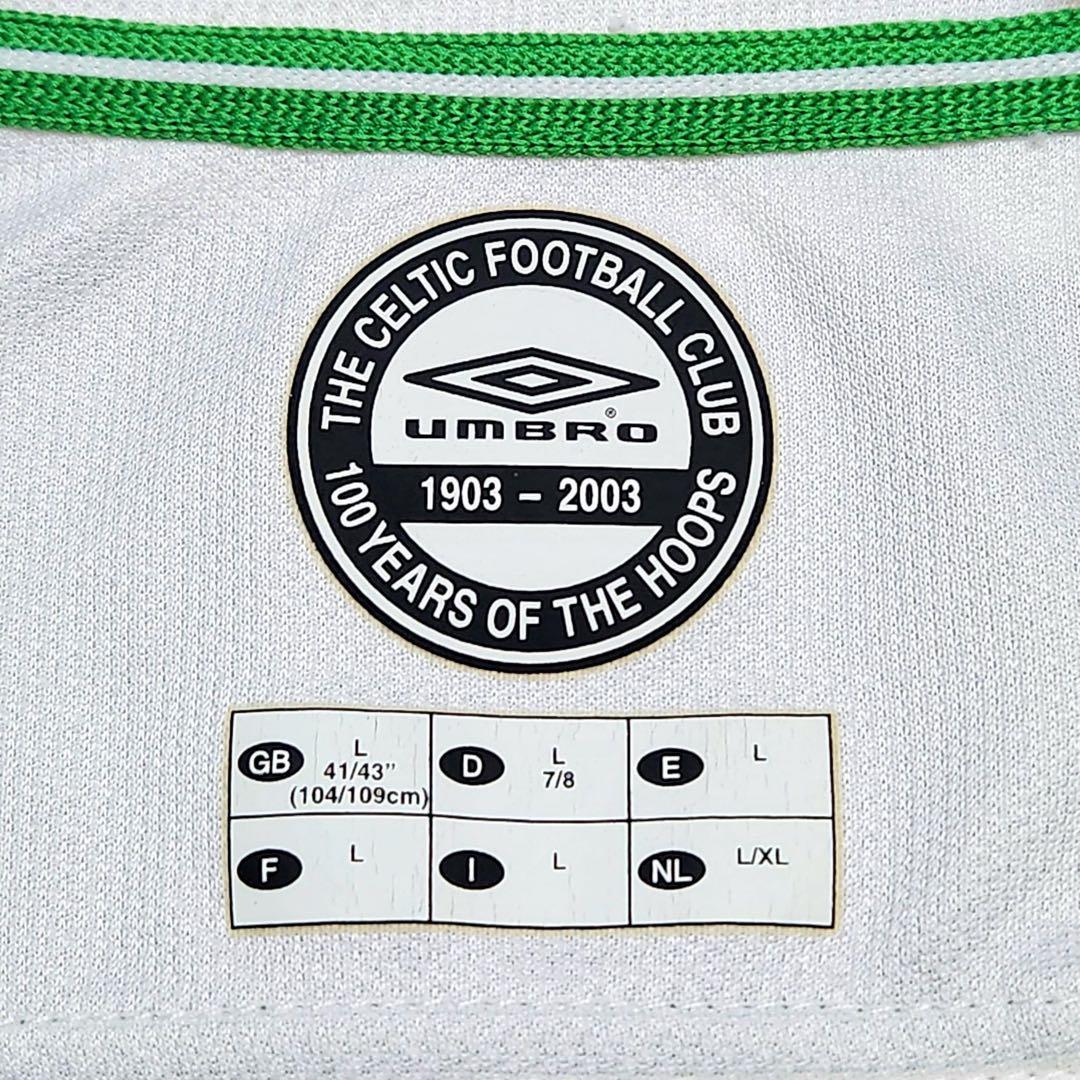 THE CELTIC FOOTBALL CLUB
UMBRO®
1903 – 2003
100 YEARS OF THE HOOPS
GB L 41/43” (104/109cm)
D L 7/8
E L
F L
I L
NL L/XL